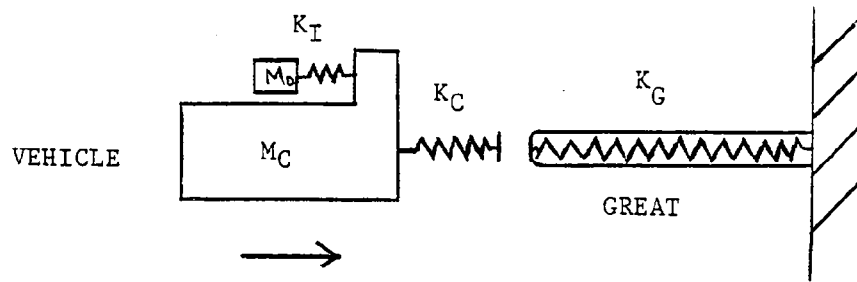 K_I
M_D
K_C
K_G
VEHICLE
M_C
GREAT